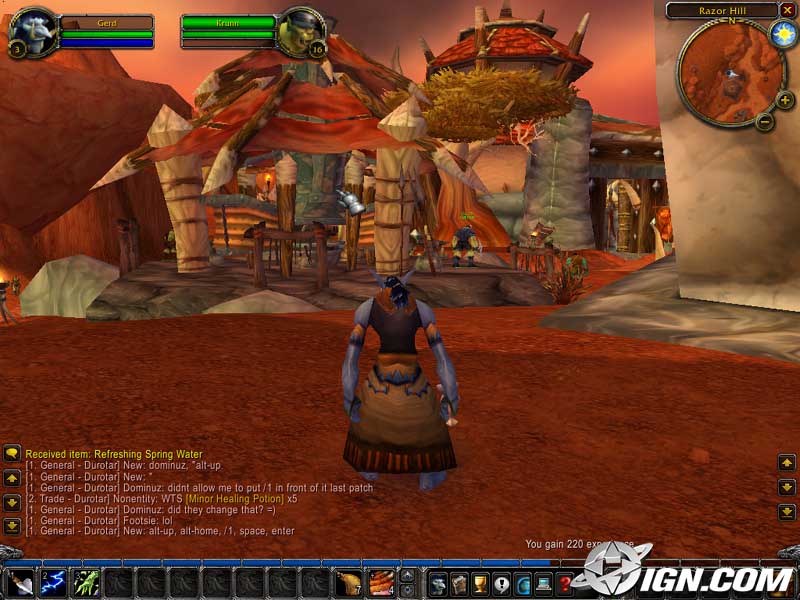 Gerd
3
Krunn
16
Razor Hill
N
Received item: Refreshing Spring Water
[1. General - Durotar] New: dominuz, "alt-up
[1. General - Durotar] New: "
[1. General - Durotar] Dominuz: didnt allow me to put /1 in front of it last patch
[2. Trade - Durotar] Nonentity: WTS [Minor Healing Potion] x5
[1. General - Durotar] Dominuz: did they change that? =)
[1. General - Durotar] Footsie: lol
[1. General - Durotar] New: alt-up, alt-home, /1, space, enter
You gain 220 experience.
2
7
4
?
IGN.COM